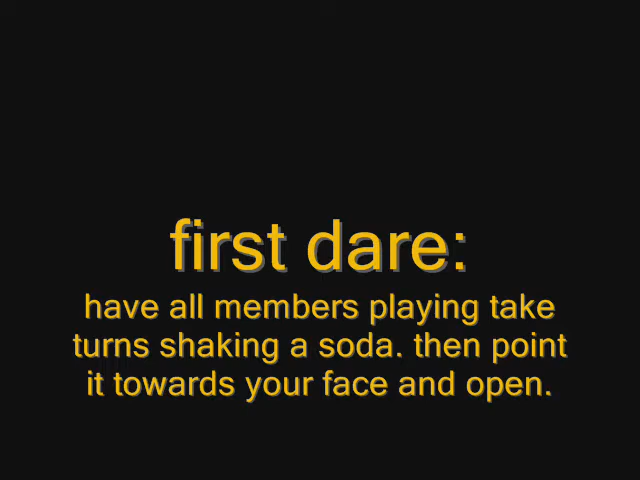 first dare:
have all members playing take
turns shaking a soda. then point
it towards your face and open.